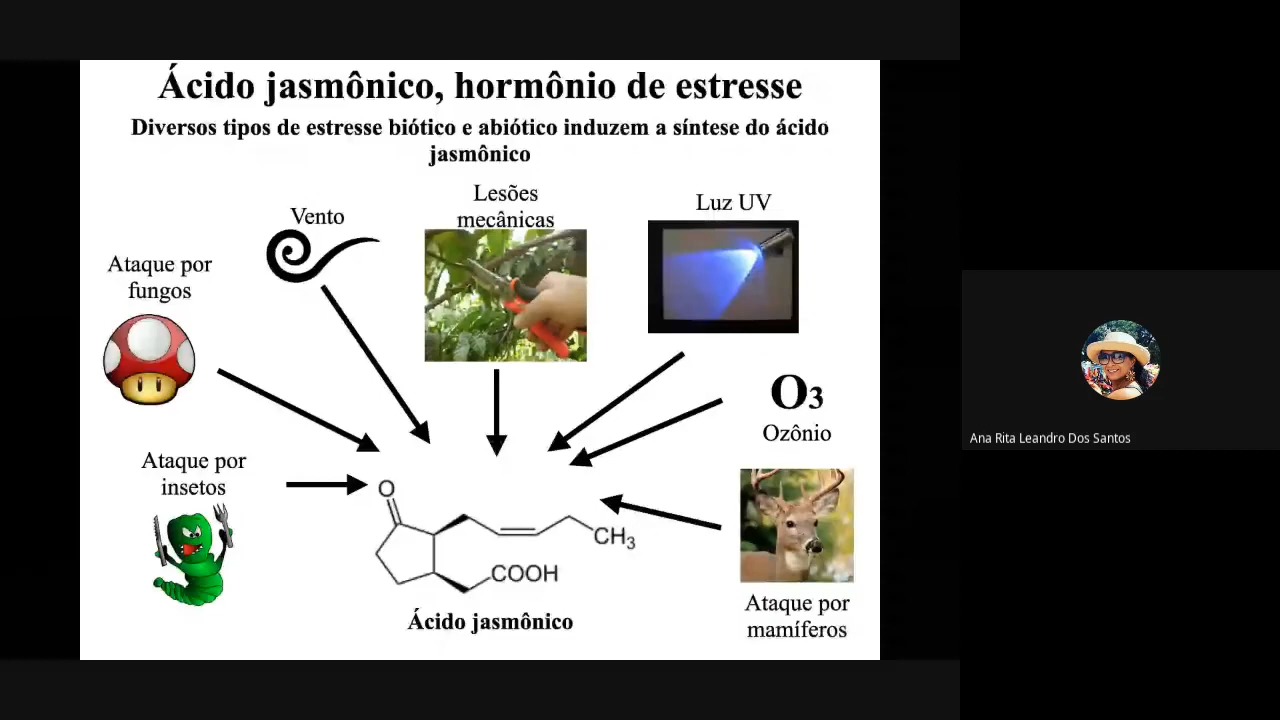 Ácido jasmônico, hormônio de estresse
Diversos tipos de estresse biótico e abiótico induzem a síntese do ácido
jasmônico
Lesões
mecânicas
Luz UV
Vento
Ataque por
fungos
O3
Ozônio
Ataque por
insetos
O
CH3
COOH
Ácido jasmônico
Ataque por
mamíferos
Ana Rita Leandro Dos Santos